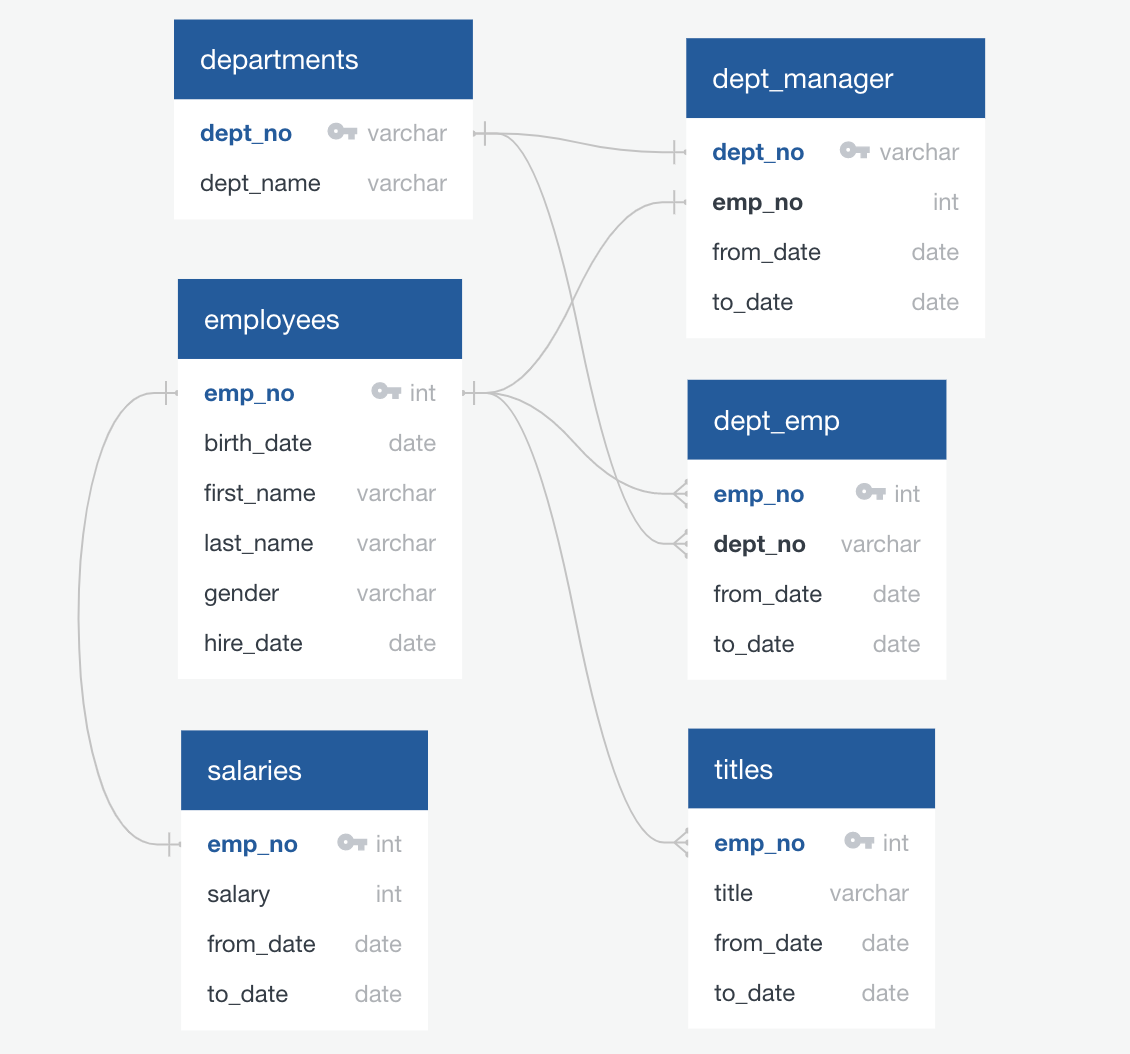 departments
dept_no varchar
dept_name varchar
employees
emp_no int
birth_date date
first_name varchar
last_name varchar
gender varchar
hire_date date
salaries
emp_no int
salary int
from_date date
to_date date
dept_manager
dept_no varchar
emp_no int
from_date date
to_date date
dept_emp
emp_no int
dept_no varchar
from_date date
to_date date
titles
emp_no int
title varchar
from_date date
to_date date